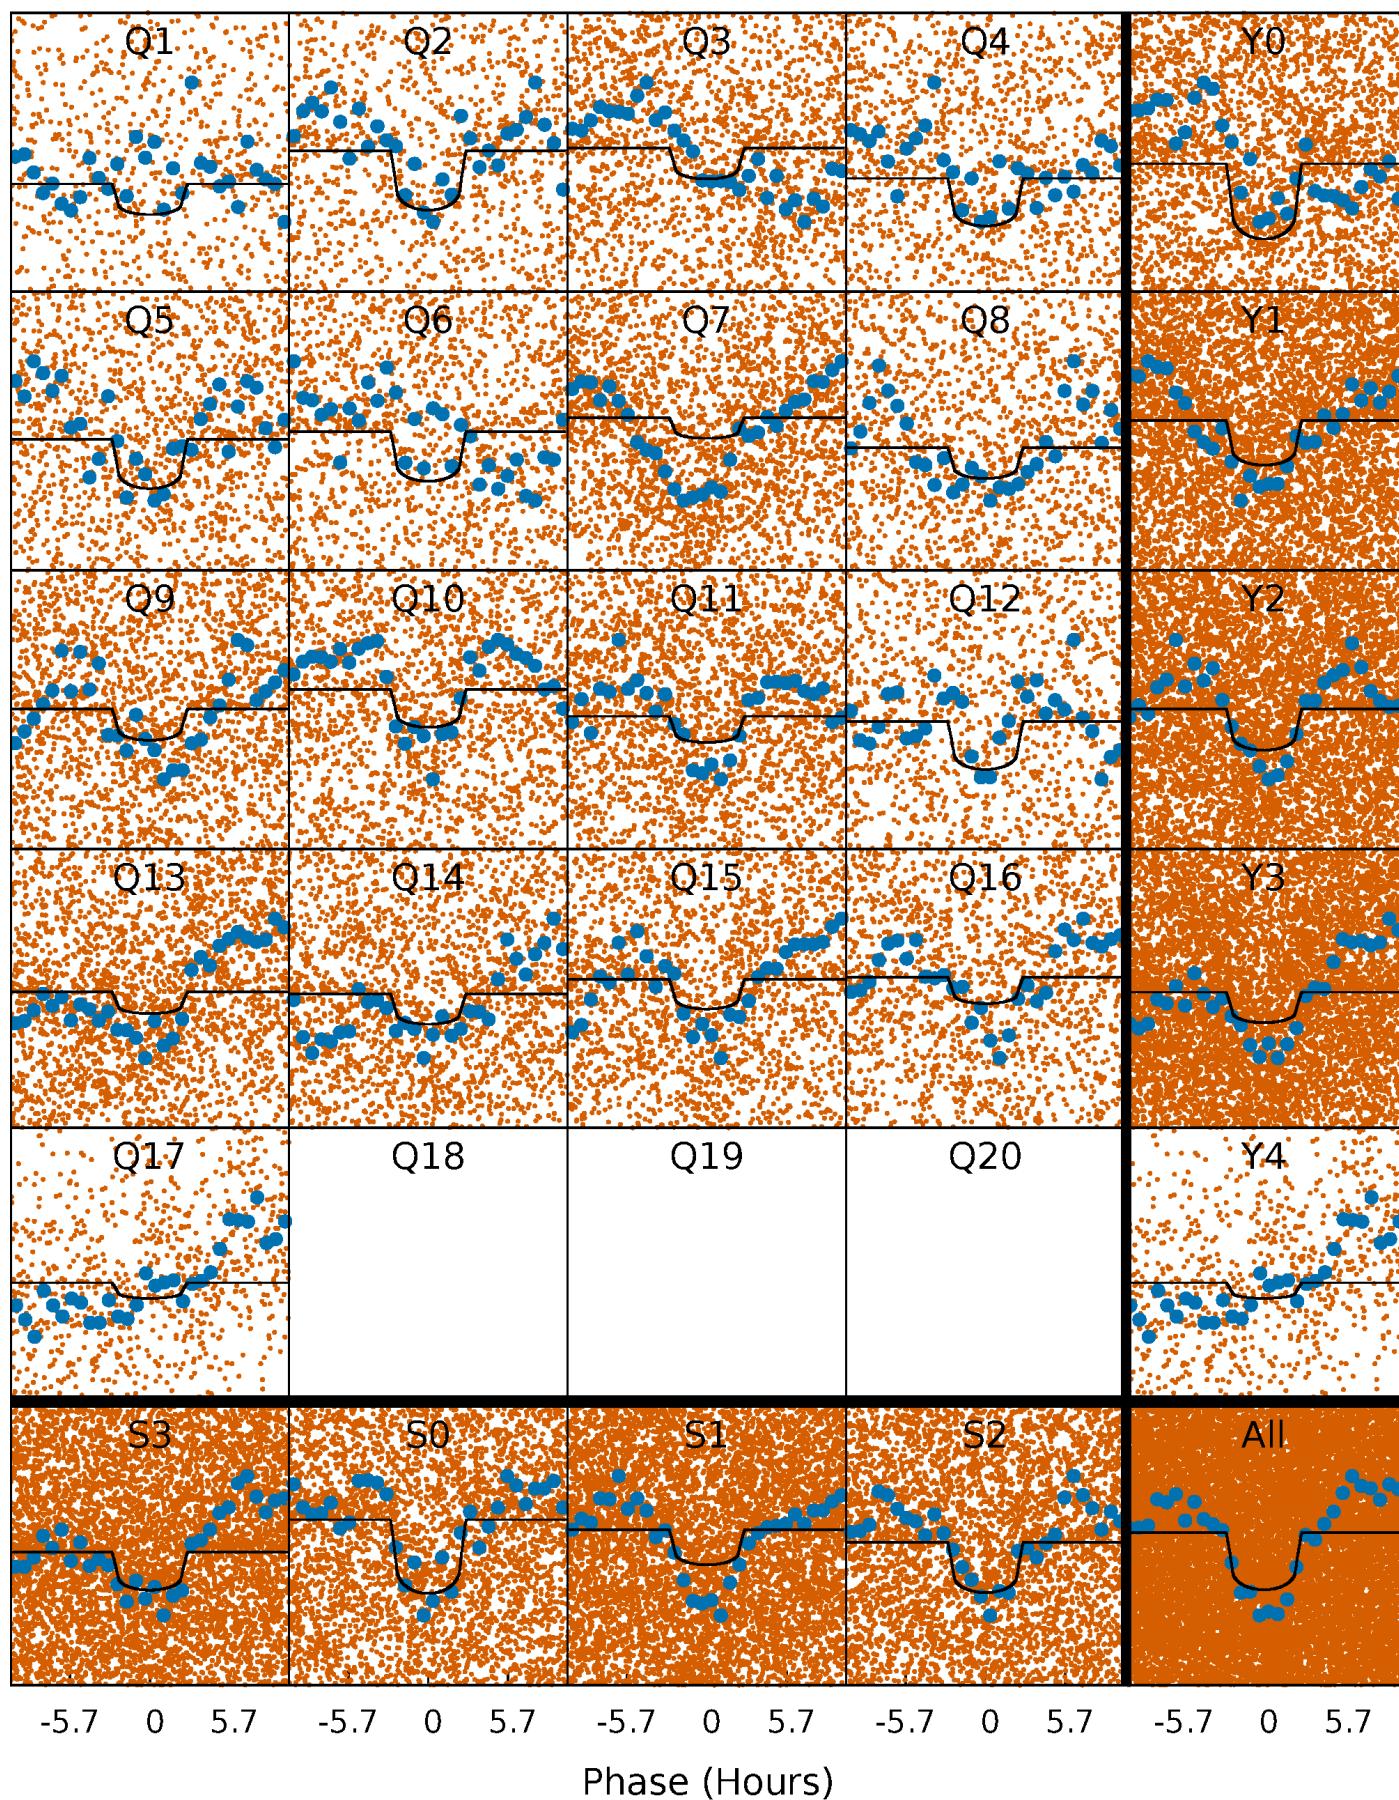 Q1 Q2 Q3 Q4 Y0
Q5 Q6 Q7 Q8 Y1
Q9 Q10 Q11 Q12 Y2
Q13 Q14 Q15 Q16 Y3
Q17 Q18 Q19 Q20 Y4
S3 S0 S1 S2 All
-5.7 0 5.7 -5.7 0 5.7 -5.7 0 5.7 -5.7 0 5.7 -5.7 0 5.7
Phase (Hours)